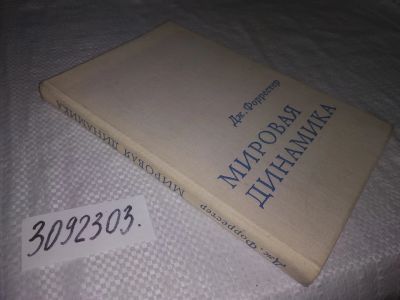 Дж. Форрестер
МИРОВАЯ
ДИНАМИКА
Дж. Форрестер МИРОВАЯ ДИНАМИКА
3092303.